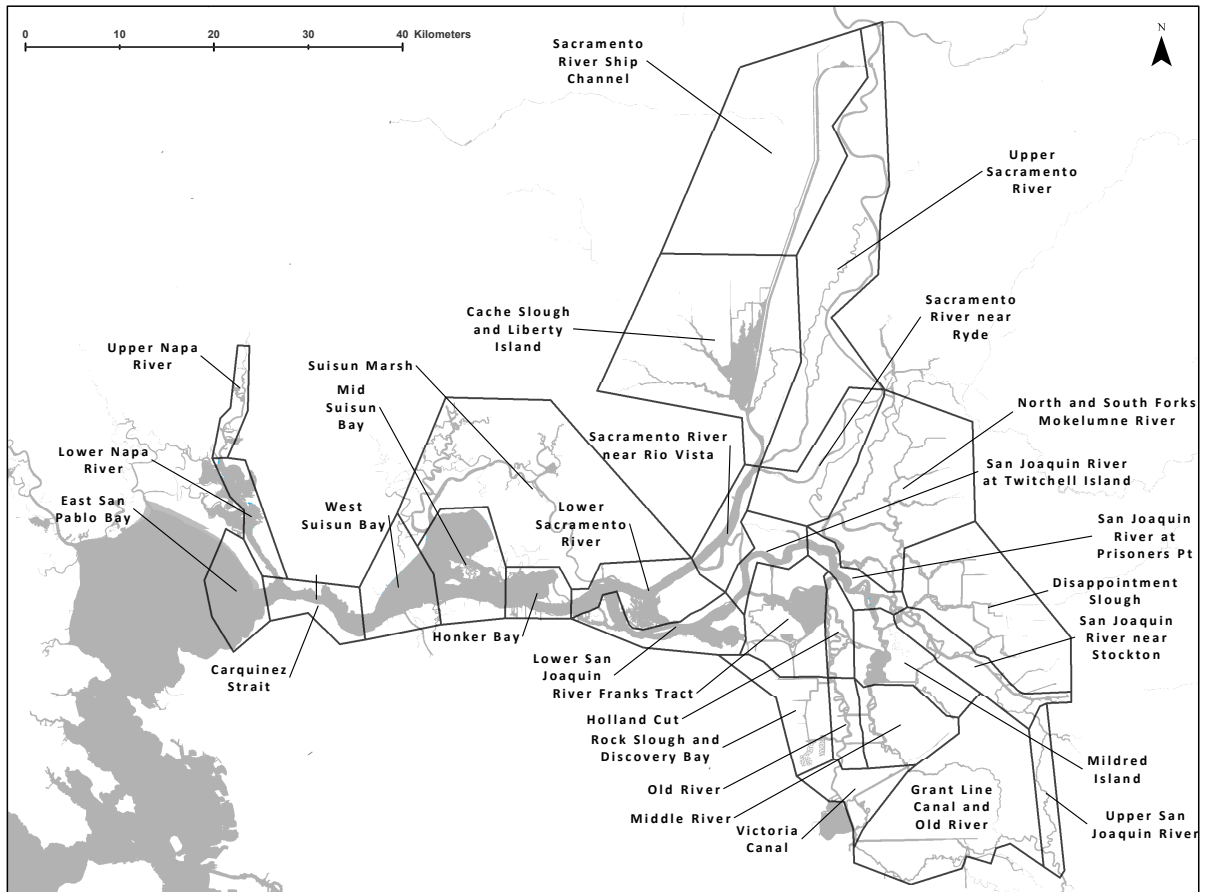 0 10 20 30 40 Kilometers
N
Sacramento
River Ship
Channel
Upper
Sacramento
River
Sacramento
River near
Ryde
Cache Slough
and Liberty
Island
Upper Napa
River
Suisun Marsh
Mid
Suisun
Bay
North and South Forks
Mokelumne River
Sacramento River
near Rio Vista
Lower Napa
River
San Joaquin River
at Twitchell Island
East San
Pablo Bay
West
Suisun Bay
Lower
Sacramento
River
San Joaquin
River at
Prisoners Pt
Disappointment
Slough
San Joaquin
River near
Stockton
Honker Bay
Carquinez
Strait
Lower San
Joaquin
River Franks Tract
Holland Cut
Rock Slough and
Discovery Bay
Mildred
Island
Old River
Middle River
Victoria
Canal
Grant Line
Canal and
Old River
Upper San
Joaquin River